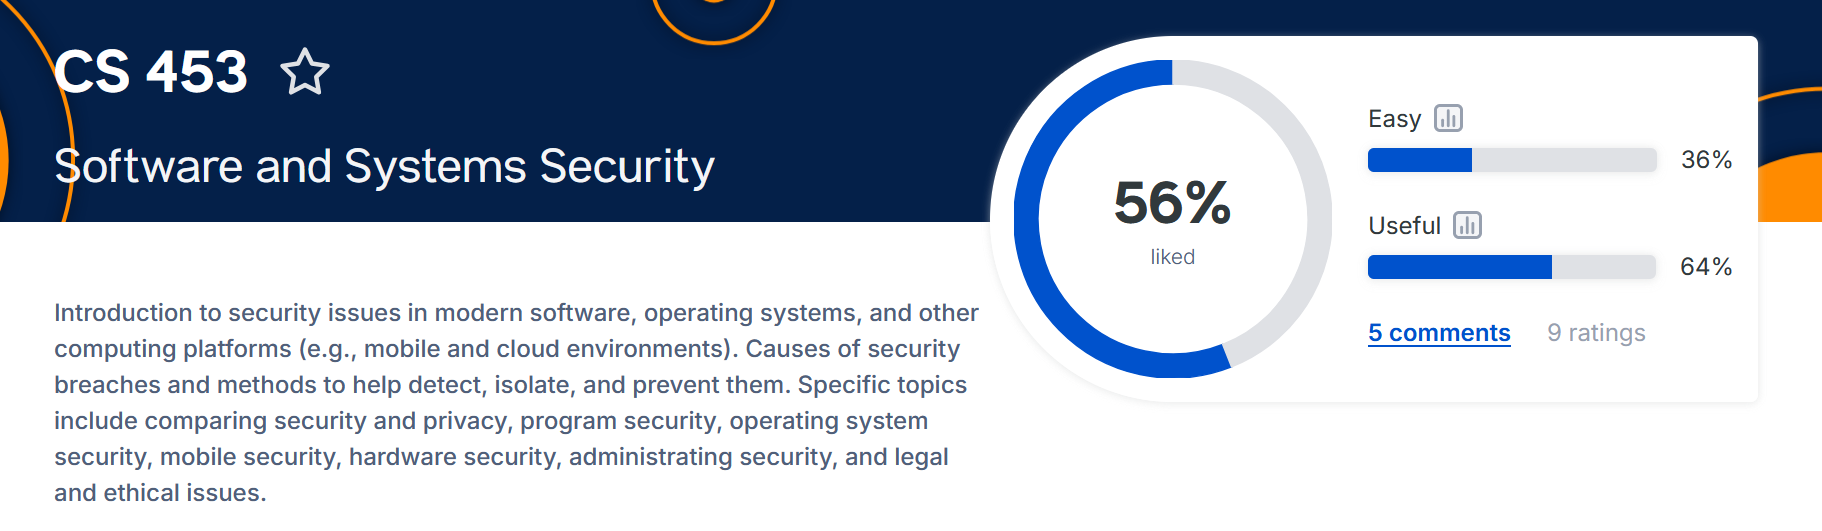 CS 453
Software and Systems Security
Introduction to security issues in modern software, operating systems, and other
computing platforms (e.g., mobile and cloud environments). Causes of security
breaches and methods to help detect, isolate, and prevent them. Specific topics
include comparing security and privacy, program security, operating system
security, mobile security, hardware security, administrating security, and legal
and ethical issues.
56%
liked
Easy
36%
Useful
64%
5 comments 9 ratings